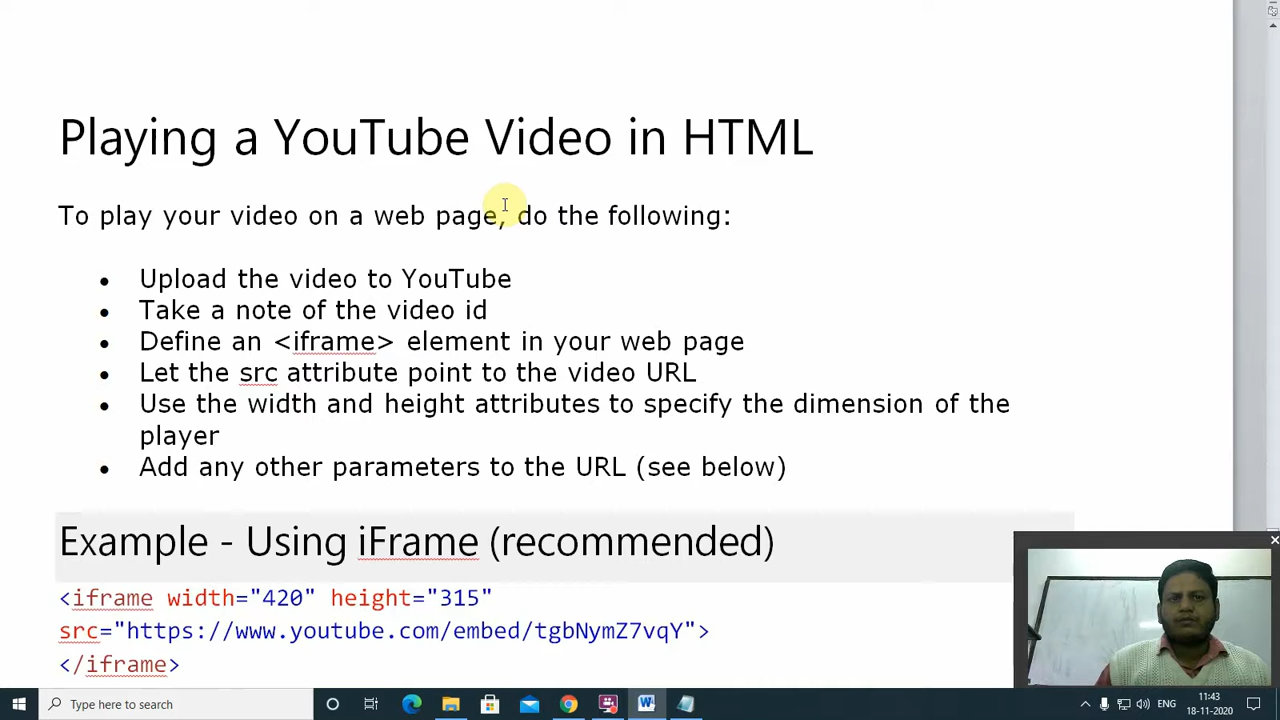 Playing a YouTube Video in HTML
To play your video on a web page, do the following:
• Upload the video to YouTube
• Take a note of the video id
• Define an <iframe> element in your web page
• Let the src attribute point to the video URL
• Use the width and height attributes to specify the dimension of the
player
• Add any other parameters to the URL (see below)
Example - Using iFrame (recommended)
<iframe width="420" height="315"
src="https://www.youtube.com/embed/tgbNymZ7vqY">
</iframe>
Type here to search
ENG
11:43
18-11-2020